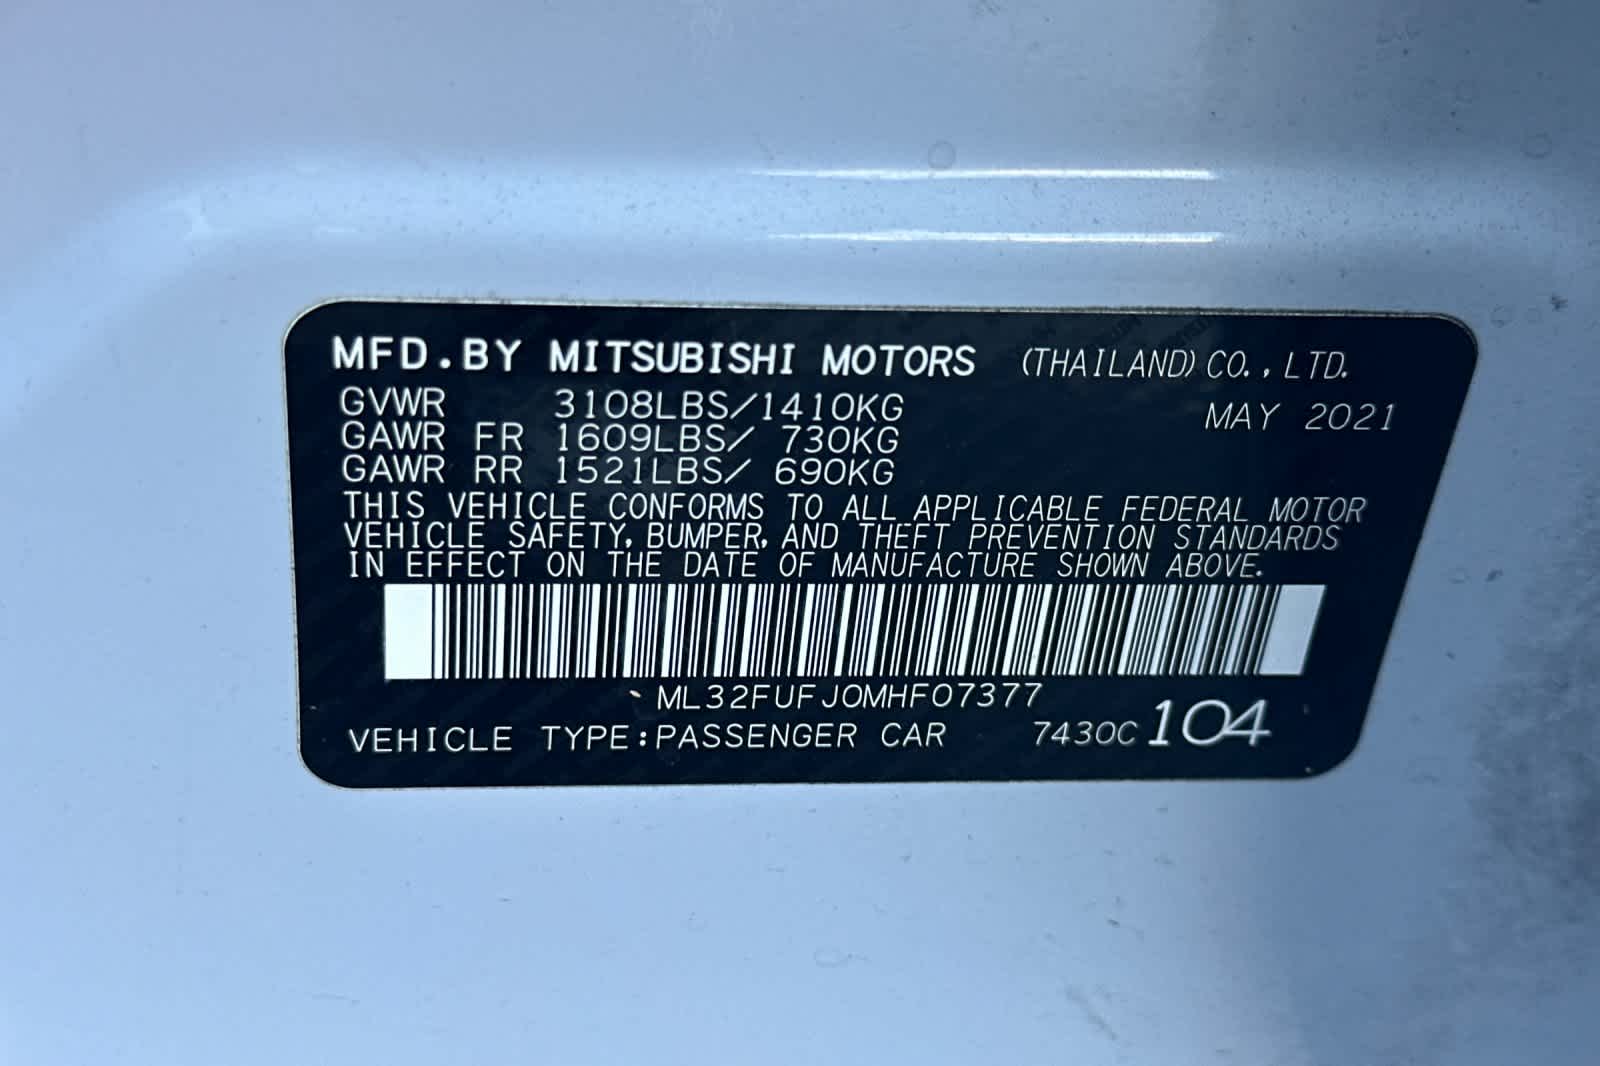 MFD.BY MITSUBISHI MOTORS (THAILAND) CO., LTD.
GVWR 3108LBS/1410KG MAY 2021
GAWR FR 1609LBS/ 730KG
GAWR RR 1521LBS/ 690KG
THIS VEHICLE CONFORMS TO ALL APPLICABLE FEDERAL MOTOR
VEHICLE SAFETY, BUMPER, AND THEFT PREVENTION STANDARDS
IN EFFECT ON THE DATE OF MANUFACTURE SHOWN ABOVE.
ML32FUFJ0MHF07377
VEHICLE TYPE:PASSENGER CAR 7430C 104